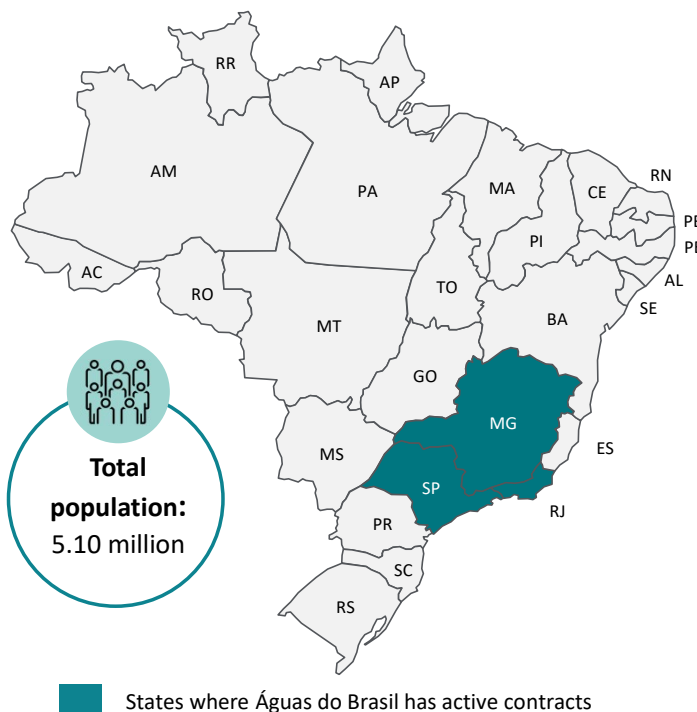 RR
AP
AM
PA
MA
CE
RN
PI
AC
RO
TO
AL
SE
MT
BA
GO
MG
ES
MS
SP
RJ
PR
SC
RS
Total
population:
5.10 million
States where Águas do Brasil has active contracts